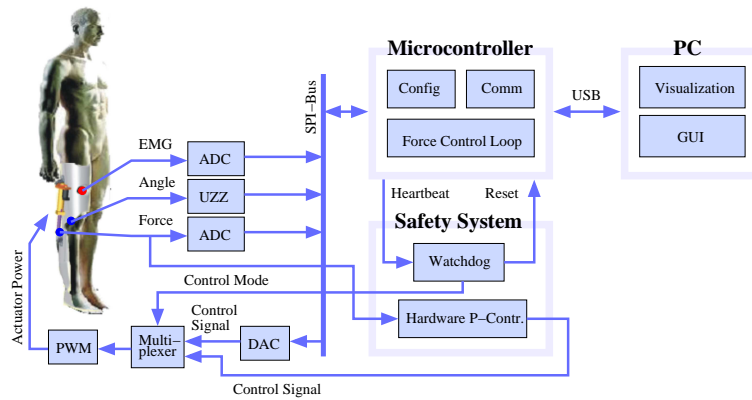 Microcontroller
PC
Config
Comm
Force Control Loop
SPI–Bus
USB
Visualization
GUI
EMG
ADC
Angle
UZZ
Force
ADC
Heartbeat
Reset
Safety System
Watchdog
Hardware P–Contr.
Control Mode
Actuator Power
Control
Signal
PWM
Multi–
plexer
DAC
Control Signal